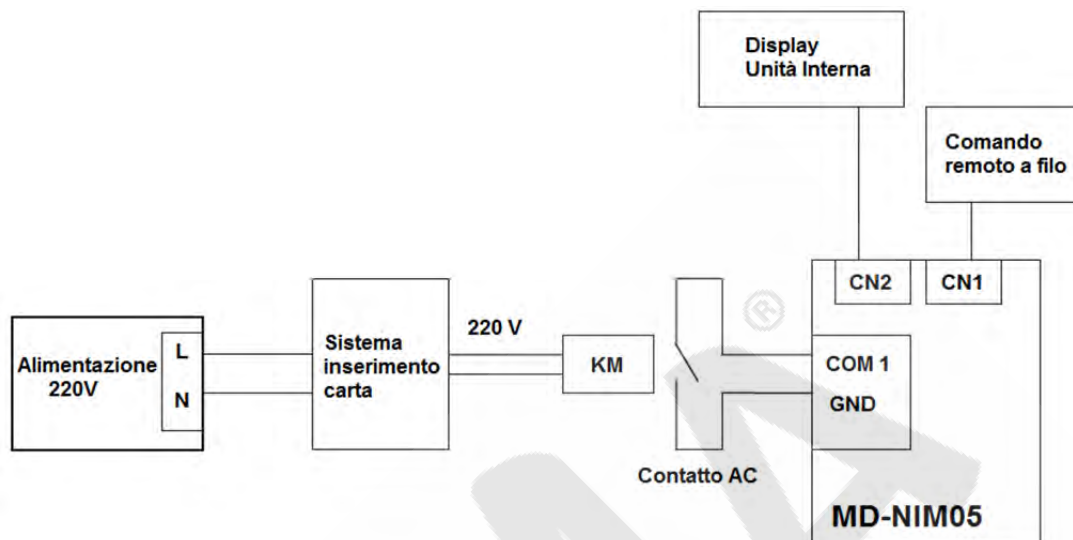 Display
Unità Interna
Comando
remoto a filo
CN2
CN1
Alimentazione
220V
L
N
Sistema
inserimento
carta
220 V
KM
Contatto AC
COM 1
GND
MD-NIM05
®